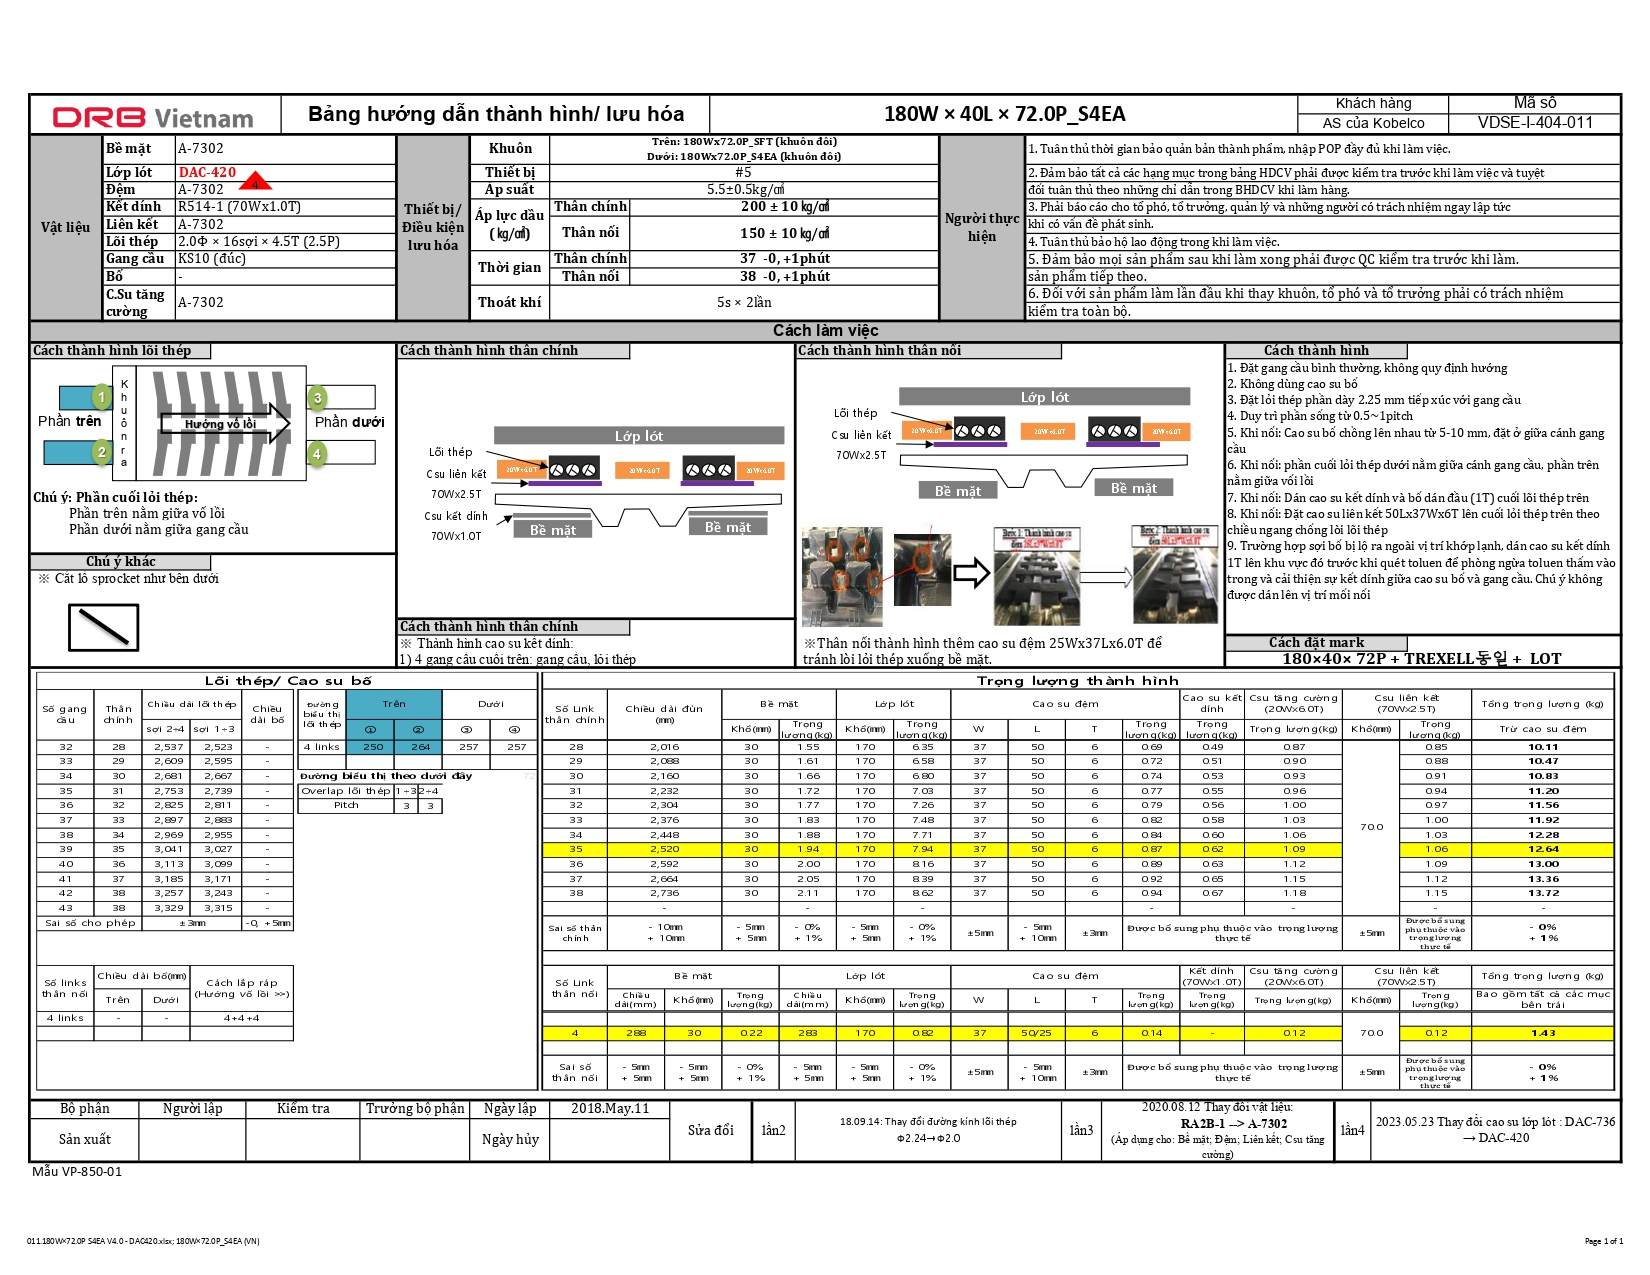 DRB Vietnam
Bảng hướng dẫn thành hình/ lưu hóa
180W × 40L × 72.0P_S4EA
Khách hàng
Mã số
AS của Kobelco
VDSE-I-404-011
Vật liệu
Bề mặt A-7302
Lớp lót DAC-420
4
Đệm A-7302
Kết dính R514-1 (70Wx1.0T)
Liên kết A-7302
Lõi thép 2.0Φ × 16sợi × 4.5T (2.5P)
Gang cầu KS10 (đúc)
Bố -
C.Su tăng cường A-7302
Thiết bị/ Điều kiện lưu hóa
Khuôn
Trên: 180Wx72.0P_SFT (khuôn đôi)
Dưới: 180Wx72.0P_S4EA (khuôn đôi)
Thiết bị #5
Áp suất 5.5±0.5kg/㎠
Áp lực dầu (㎏/㎠)
Thân chính 200 ± 10 ㎏/㎠
Thân nối 150 ± 10 ㎏/㎠
Thời gian
Thân chính 37 -0, +1phút
Thân nối 38 -0, +1phút
Thoát khí 5s × 2lần
Người thực hiện
1. Tuân thủ thời gian bảo quản bán thành phẩm, nhập POP đầy đủ khi làm việc.
2. Đảm bảo tất cả các hạng mục trong bảng HDCV phải được kiểm tra trước khi làm việc và tuyệt
đối tuân thủ theo những chỉ dẫn trong BHDCV khi làm hàng.
3. Phải báo cáo cho tổ phó, tổ trưởng, quản lý và những người có trách nhiệm ngay lập tức
khi có vấn đề phát sinh.
4. Tuân thủ bảo hộ lao động trong khi làm việc.
5. Đảm bảo mọi sản phẩm sau khi làm xong phải được QC kiểm tra trước khi làm.
sản phẩm tiếp theo.
6. Đối với sản phẩm làm lần đầu khi thay khuôn, tổ phó và tổ trưởng phải có trách nhiệm
kiểm tra toàn bộ.
Cách làm việc
Cách thành hình lõi thép
1
2
3
4
Khuôn ra
Phần trên
Hướng vố lồi
Phần dưới
Chú ý: Phần cuối lỏi thép:
Phần trên nằm giữa vố lồi
Phần dưới nằm giữa gang cầu
Chú ý khác
※ Cắt lô sprocket như bên dưới
Cách thành hình thân chính
Lớp lót
Lõi thép
Csu liên kết
70Wx2.5T
20W×6.0T 20W×6.0T 20W×6.0T
Csu kết dính
70Wx1.0T
Bề mặt Bề mặt
Cách thành hình thân chính
※ Thành hình cao su kết dính:
1) 4 gang cầu cuối trên: gang cầu, lõi thép
Cách thành hình thân nối
Lớp lót
Lõi thép
Csu liên kết
70Wx2.5T
20W×6.0T 20W×6.0T 20W×6.0T
Bề mặt Bề mặt
※Thân nối thành hình thêm cao su đệm 25Wx37Lx6.0T để
tránh lòi lỏi thép xuống bề mặt.
Cách thành hình
1. Đặt gang cầu bình thường, không quy định hướng
2. Không dùng cao su bố
3. Đặt lỏi thép phần dày 2.25 mm tiếp xúc với gang cầu
4. Duy trì phần sống từ 0.5~1pitch
5. Khi nối: Cao su bố chồng lên nhau từ 5-10 mm, đặt ở giữa cánh gang
cầu
6. Khi nối: phần cuối lỏi thép dưới nằm giữa cánh gang cầu, phần trên
nằm giữa vối lồi
7. Khi nối: Dán cao su kết dính và bố dán đầu (1T) cuối lõi thép trên
8. Khi nối: Đặt cao su liên kết 50Lx37Wx6T lên cuối lỏi thép trên theo
chiều ngang chống lòi lõi thép
9. Trường hợp sợi bố bị lộ ra ngoài vị trí khớp lạnh, dán cao su kết dính
1T lên khu vực đó trước khi quét toluen để phòng ngừa toluen thấm vào
trong và cải thiện sự kết dính giữa cao su bố và gang cầu. Chú ý không
được dán lên vị trí mối nối
Cách đặt mark
180×40× 72P + TREXELL동일 + LOT
Lõi thép/ Cao su bố
Số gang cầu Thân chính Chiều dài lõi thép Chiều dài bố
sợi 2÷4 sợi 1÷3
32 28 2,537 2,523 -
33 29 2,609 2,595 -
34 30 2,681 2,667 -
35 31 2,753 2,739 -
36 32 2,825 2,811 -
37 33 2,897 2,883 -
38 34 2,969 2,955 -
39 35 3,041 3,027 -
40 36 3,113 3,099 -
41 37 3,185 3,171 -
42 38 3,257 3,243 -
43 38 3,329 3,315 -
Sai số cho phép ±3mm -0, +5mm
Đường biểu thị lõi thép Trên Dưới
① ② ③ ④
4 links 250 264 257 257
Đường biểu thị theo dưới đây 72
Overlap lõi thép 1÷3 2÷4
Pitch 3 3
Số links thân nối Chiều dài bố(mm) Cách lắp ráp (Hướng vố lồi >>)
Trên Dưới
4 links - - 4+4+4
Trọng lượng thành hình
Số Link thân chính Chiều dài đùn (mm) Bề mặt Lớp lót Cao su đệm Cao su kết dính Csu tăng cường (20Wx6.0T) Csu liên kết (70Wx2.5T) Tổng trọng lượng (kg)
Khổ(mm) Trọng lượng(kg) Khổ(mm) Trọng lượng(kg) W L T Trọng lượng(kg) Trọng lượng(kg) Trọng lượng(kg) Khổ(mm) Trọng lượng(kg) Trừ cao su đệm
28 2,016 30 1.55 170 6.35 37 50 6 0.69 0.49 0.87 0.85 10.11
29 2,088 30 1.61 170 6.58 37 50 6 0.72 0.51 0.90 0.88 10.47
30 2,160 30 1.66 170 6.80 37 50 6 0.74 0.53 0.93 0.91 10.83
31 2,232 30 1.72 170 7.03 37 50 6 0.77 0.55 0.96 0.94 11.20
32 2,304 30 1.77 170 7.26 37 50 6 0.79 0.56 1.00 0.97 11.56
33 2,376 30 1.83 170 7.48 37 50 6 0.82 0.58 1.03 1.00 11.92
34 2,448 30 1.88 170 7.71 37 50 6 0.84 0.60 1.06 70.0 1.03 12.28
35 2,520 30 1.94 170 7.94 37 50 6 0.87 0.62 1.09 1.06 12.64
36 2,592 30 2.00 170 8.16 37 50 6 0.89 0.63 1.12 1.09 13.00
37 2,664 30 2.05 170 8.39 37 50 6 0.92 0.65 1.15 1.12 13.36
38 2,736 30 2.11 170 8.62 37 50 6 0.94 0.67 1.18 1.15 13.72
- - - - - - -
Sai số thân chính - 10mm + 10mm - 5mm + 5mm - 0% + 1% - 5mm + 5mm - 0% + 1% ±5mm - 5mm + 10mm ±3mm Được bổ sung phụ thuộc vào trọng lượng thực tế ±5mm Được bổ sung phụ thuộc vào trọng lượng thực tế - 0% + 1%
Số Link thân nối Bề mặt Lớp lót Cao su đệm Kết dính (70Wx1.0T) Csu tăng cường (20Wx6.0T) Csu liên kết (70Wx2.5T) Tổng trọng lượng (kg)
Chiều dài(mm) Khổ(mm) Trọng lượng(kg) Chiều dài(mm) Khổ(mm) Trọng lượng(kg) W L T Trọng lượng(kg) Trọng lượng(kg) Trọng lượng(kg) Khổ(mm) Trọng lượng(kg) Bao gồm tất cả các mục bên trái
4 288 30 0.22 283 170 0.82 37 50/25 6 0.14 - 0.12 70.0 0.12 1.43
Sai số thân nối - 5mm + 5mm - 5mm + 5mm - 0% + 1% - 5mm + 5mm - 5mm + 5mm - 0% + 1% ±5mm - 5mm + 10mm ±3mm Được bổ sung phụ thuộc vào trọng lượng thực tế ±5mm Được bổ sung phụ thuộc vào trọng lượng thực tế - 0% + 1%
Bộ phận Người lập Kiểm tra Trưởng bộ phận Ngày lập 2018.May.11
Sản xuất Ngày hủy
Sửa đổi
lần2 18.09.14: Thay đổi đường kính lõi thép
Φ2.24→Φ2.0
lần3 2020.08.12 Thay đổi vật liệu:
RA2B-1 --> A-7302
(Áp dụng cho: Bề mặt; Đệm; Liên kết; Csu tăng cường)
lần4 2023.05.23 Thay đổi cao su lớp lót : DAC-736
→ DAC-420
Mẫu VP-850-01
011.180W×72.0P S4EA V4.0 - DAC420.xlsx; 180W×72.0P_S4EA (VN)
Page 1 of 1